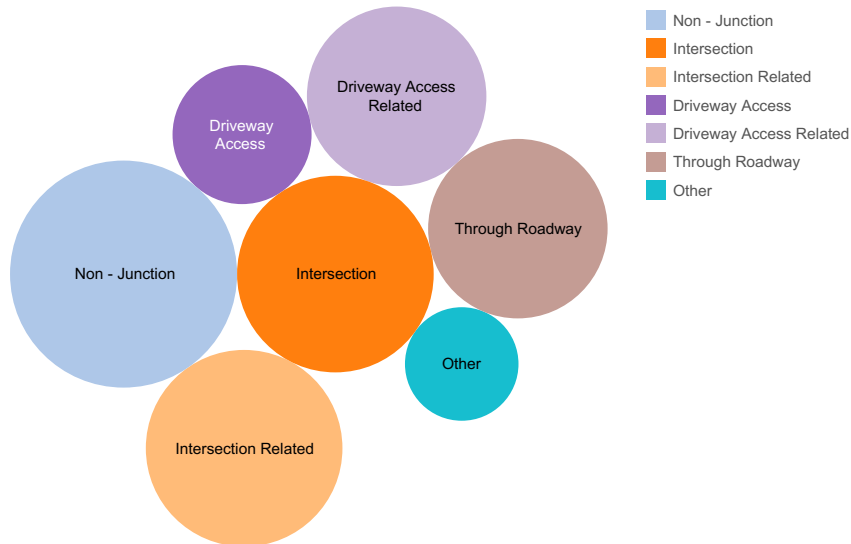 Driveway Access
Related
Driveway
Access
Through Roadway
Non - Junction
Intersection
Other
Intersection Related
Non - Junction
Intersection
Intersection Related
Driveway Access
Driveway Access Related
Through Roadway
Other